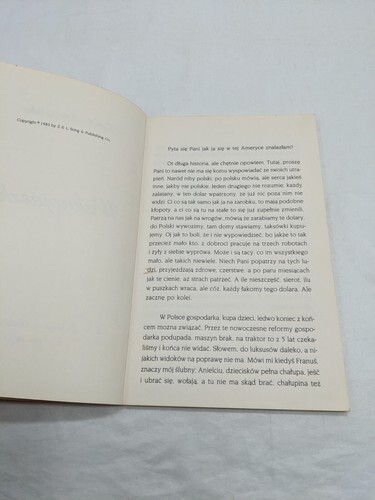 Copyright © 1983 by
Pyta się Pani jak ja się w tej Ameryce znalazłam?
Oj długa historia, ale chętnie opowiem. Tutaj, proszę
Pani to nawet nie ma się komu wyspowiadać ze swoich utra-
pień. Naród niby polski, po polsku mówią, ale serca jakieś
inne, jakby nie polskie. Jeden drugiego nie rozumie, każdy
zalatany, w ten dolar wpatrzony, że już nic poza nim nie
widzi. Ci co są tak samo jak ja na zarobku, to mają podobne
kłopoty, a ci co są tu na stałe to są już zupełnie zmienieni.
Patrzą na nas jak na wrogów, mówią że zarabiamy te dolary,
do Polski wywozimy, tam domy stawiamy, taksówki kupu-
jemy. Oj jak to boli, że i nie wypowiedzieć, bo jakże to tak
przecież mało kto, z dobroci pracuje na trzech robotach
i żyły z siebie wypruwa. Może i są tacy, co im wszystkiego
mało, ale takich niewiele. Niech Pani popatrzy na tych lu-
dzi, przyjeżdżają zdrowe, czerstwe, a po paru miesiącach
jak te cienie, aż strach patrzeć. A ile nieszczęść, sierot, ilu
w puszkach wraca, ale cóż, każdy łakomy tego dolara. Ale
zacznę po kolei.
W Polsce gospodarka, kupa dzieci, ledwo koniec z koń-
cem można związać. Przez te nowoczesne reformy gospo-
darka podupada, maszyn brak, na traktor to z 5 lat czeka-
liśmy i końca nie widać. Słowem, do luksusów daleko, a ni-
jakich widoków na poprawę nie ma. Mówi mi kiedyś Franuś,
znaczy mój ślubny: Anielciu, dzieciaków pełna chałupa, jeść
i ubrać się, wołają, a tu nie ma skąd brać, chałupina też